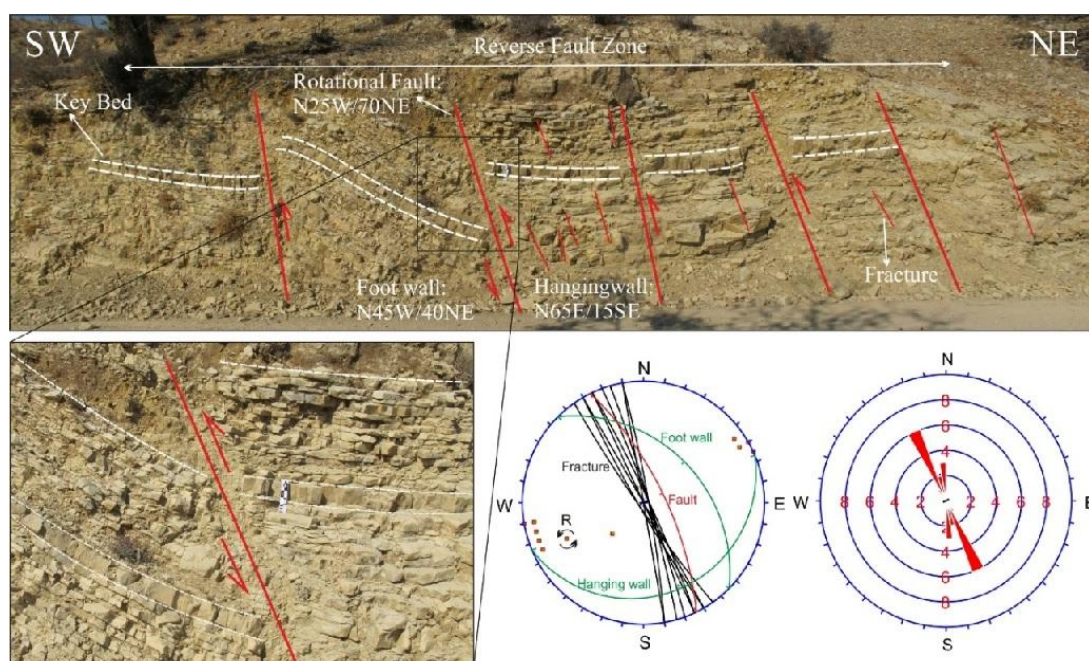 SW
NE
Reverse Fault Zone
Rotational Fault:
N25W/70NE
Key Bed
Foot wall:
N45W/40NE
Hangingwall:
N65E/15SE
Fracture
N
Foot wall
Fracture
W
Fault
E
R
Hanging wall
S
N
8
6
4
W
8 6 4 2
2 4 6 8
E
2
4
6
8
S